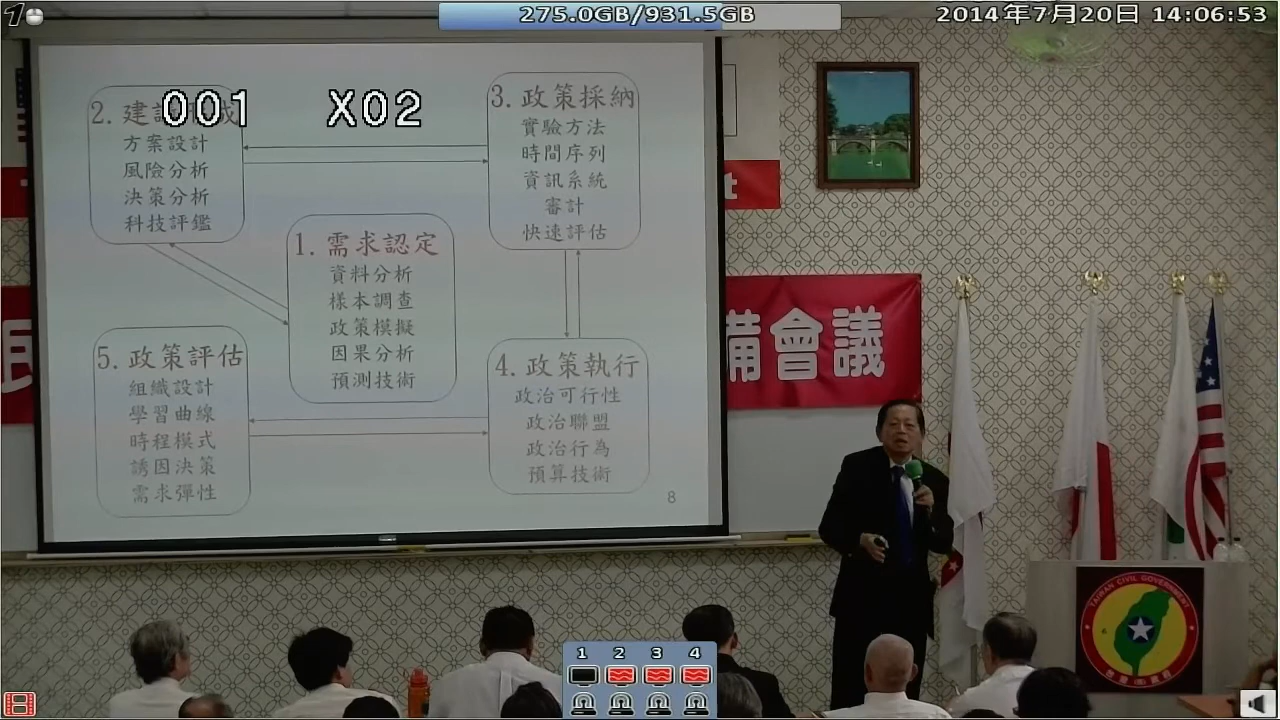 1
275.0GB/931.5GB
2014年7月20日 14:06:53
001 X02
2. 建
方案設計
風險分析
決策分析
科技評鑑
3. 政策採納
實驗方法
時間序列
資訊系統
審計
快速評估
1. 需求認定
資料分析
樣本調查
政策模擬
因果分析
預測技術
5. 政策評估
組織設計
學習曲線
時程模式
誘因決策
需求彈性
4. 政策執行
政治可行性
政治聯盟
政治行為
預算技術
8
t
民
備會議
TAIWAN CIVIL GOVERNMENT
1 2 3 4